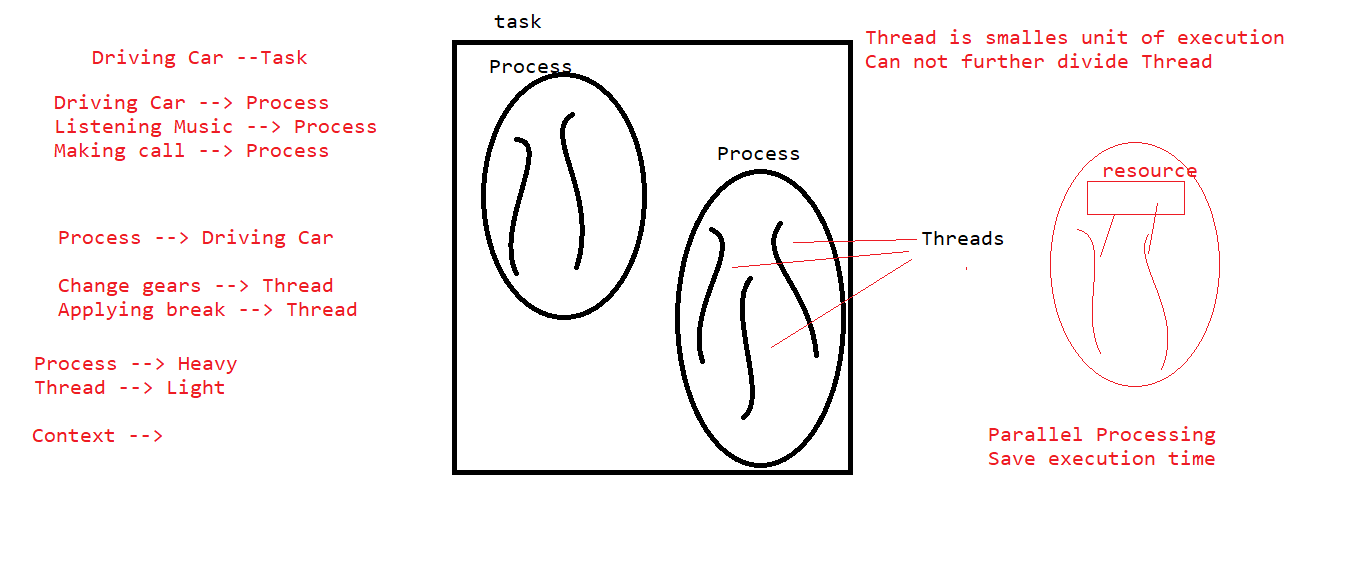 task
Driving Car --Task
Driving Car --> Process
Listening Music --> Process
Making call --> Process
Process --> Driving Car
Change gears --> Thread
Applying break --> Thread
Process --> Heavy
Thread --> Light
Context -->
Process
Process
Threads
Thread is smalles unit of execution
Can not further divide Thread
resource
Parallel Processing
Save execution time